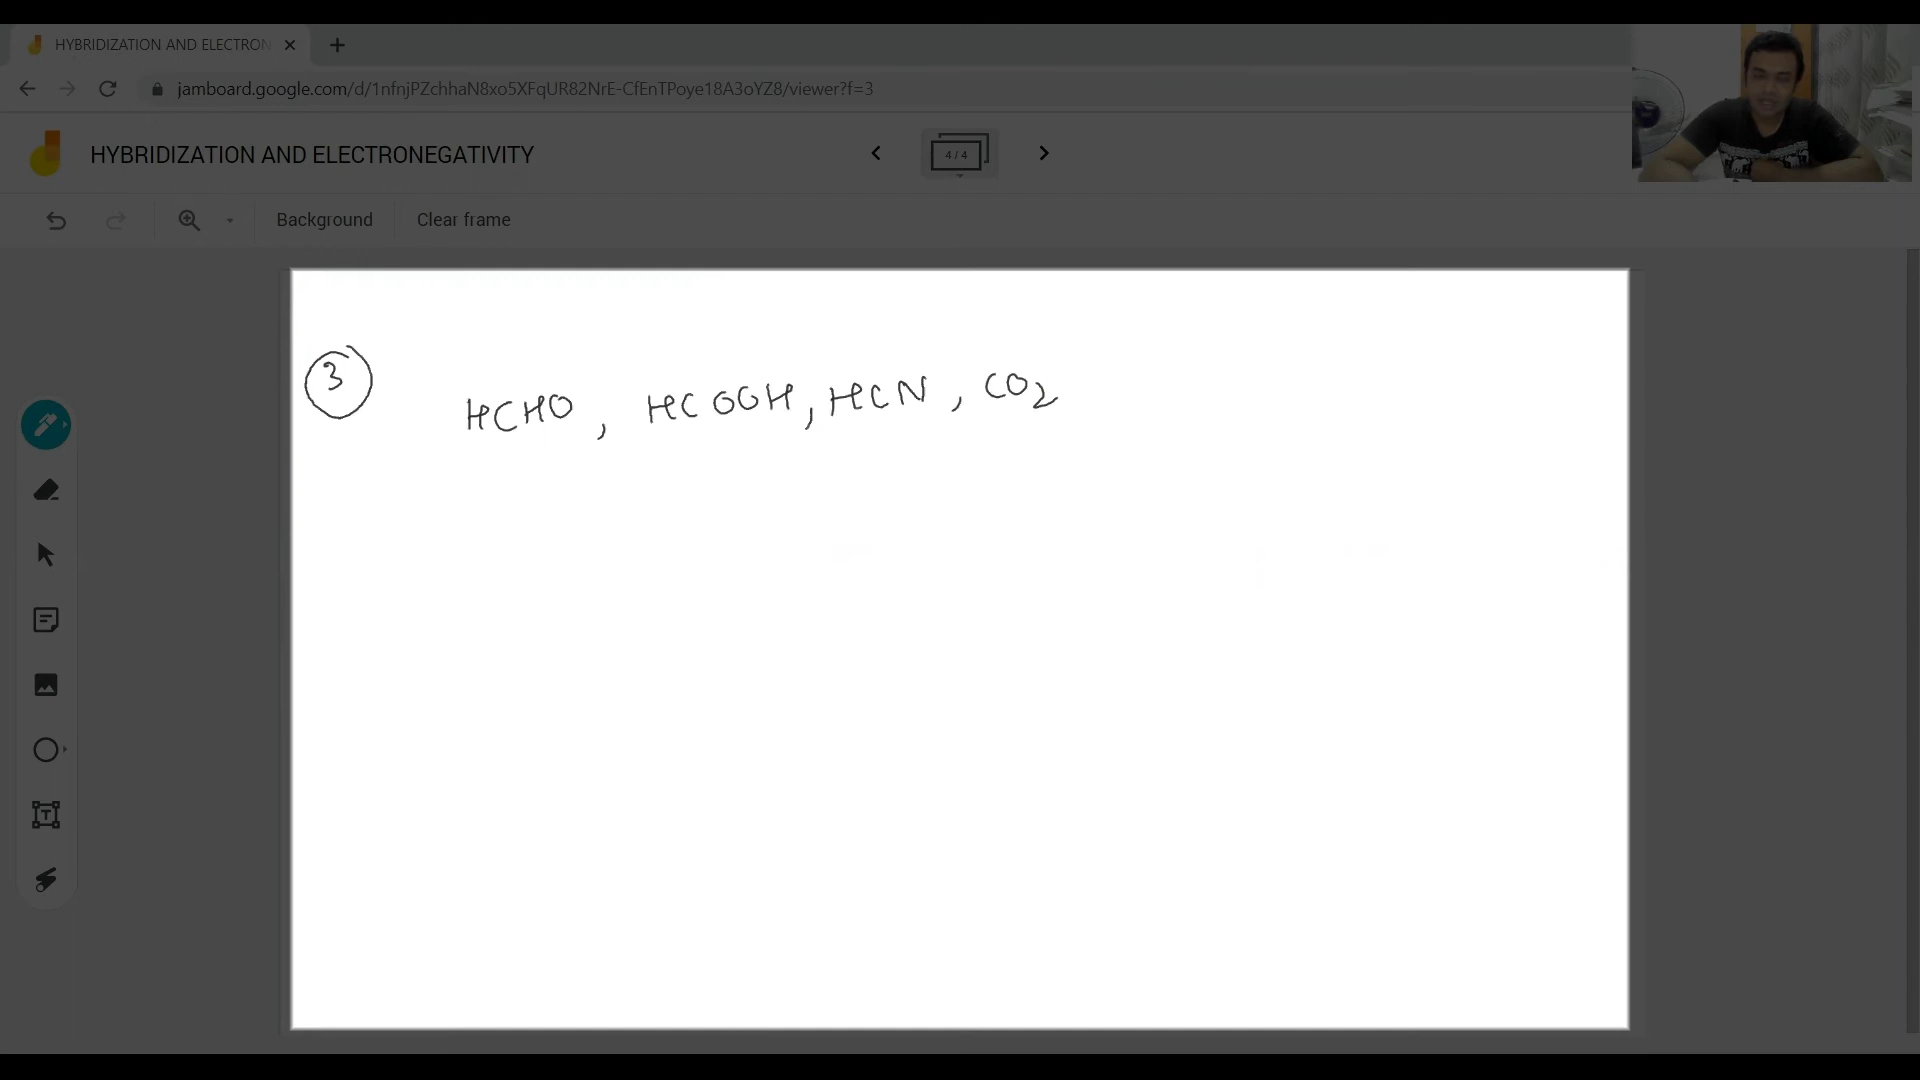 HYBRIDIZATION AND ELECTRON
jamboard.google.com/d/1nfnjPZchhaN8xo5XFqUR82NrE-CfEnTPoye18A3oYZ8/viewer?f=3
HYBRIDIZATION AND ELECTRONEGATIVITY
4 / 4
Background Clear frame
3
HCHO , HCOOH , HCN , CO2